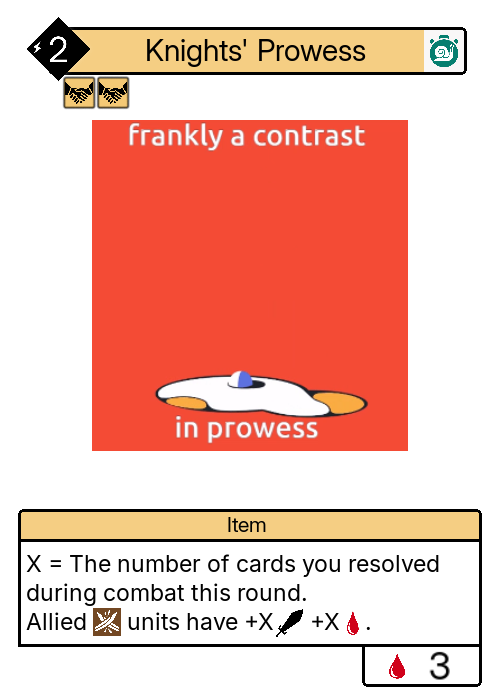 2
Knights' Prowess
frankly a contrast
in prowess
Item
X = The number of cards you resolved
during combat this round.
Allied units have +X +X .
3